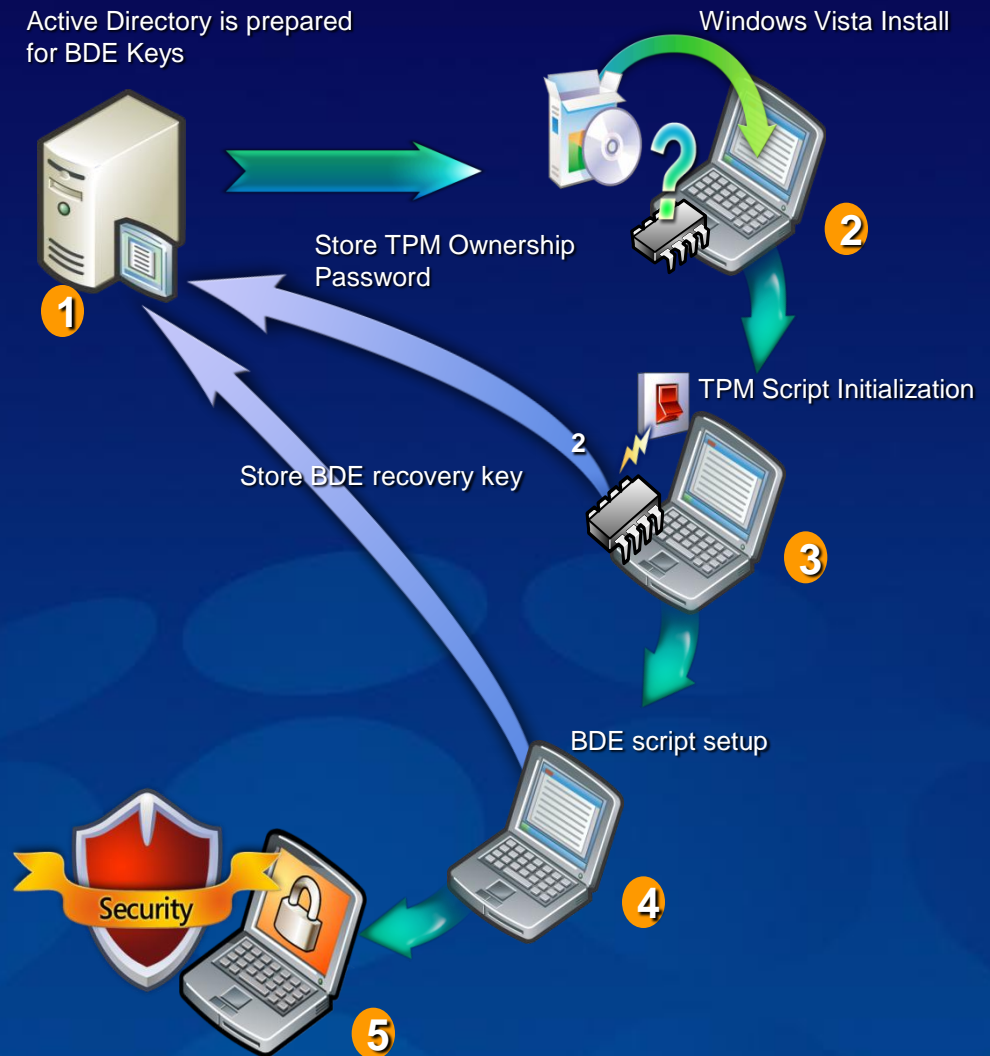 Active Directory is prepared
for BDE Keys
Windows Vista Install
1
2
Store TPM Ownership
Password
TPM Script Initialization
2
Store BDE recovery key
3
BDE script setup
Security
4
5